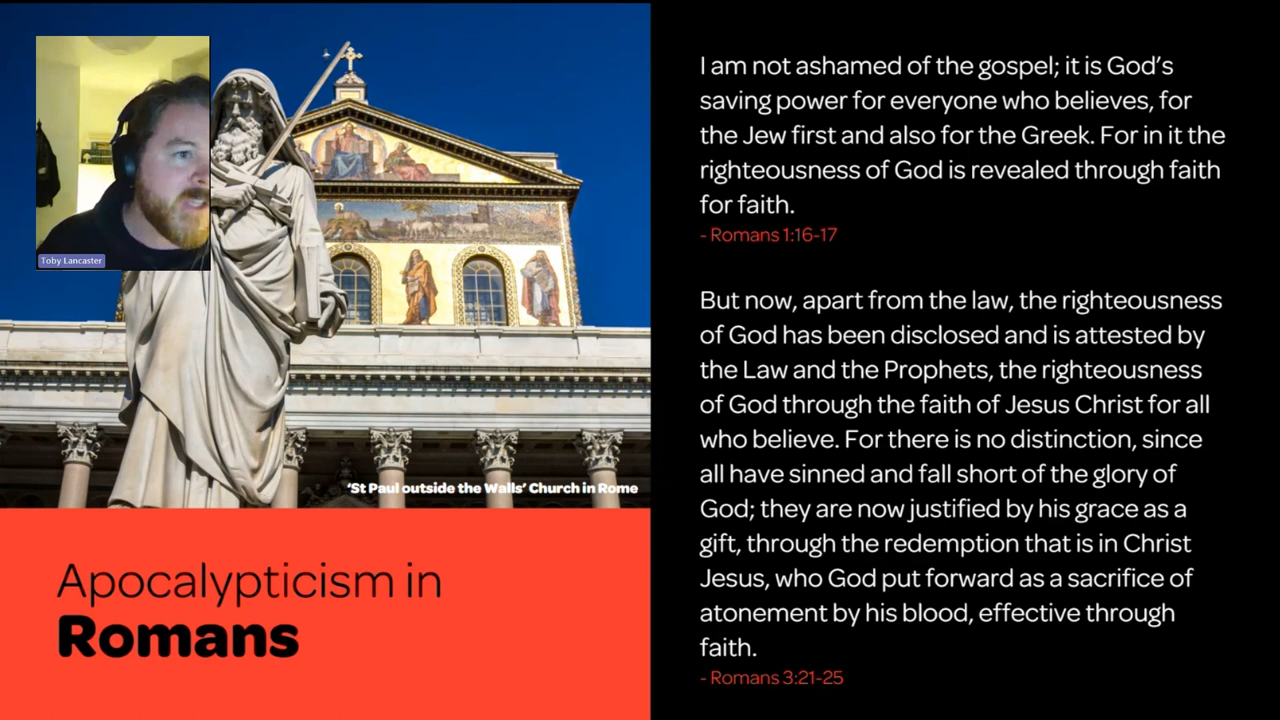 Toby Lancaster
'St Paul outside the Walls' Church in Rome
Apocalypticism in
Romans
I am not ashamed of the gospel; it is God's
saving power for everyone who believes, for
the Jew first and also for the Greek. For in it the
righteousness of God is revealed through faith
for faith.
- Romans 1:16-17
But now, apart from the law, the righteousness
of God has been disclosed and is attested by
the Law and the Prophets, the righteousness
of God through the faith of Jesus Christ for all
who believe. For there is no distinction, since
all have sinned and fall short of the glory of
God; they are now justified by his grace as a
gift, through the redemption that is in Christ
Jesus, who God put forward as a sacrifice of
atonement by his blood, effective through
faith.
- Romans 3:21-25